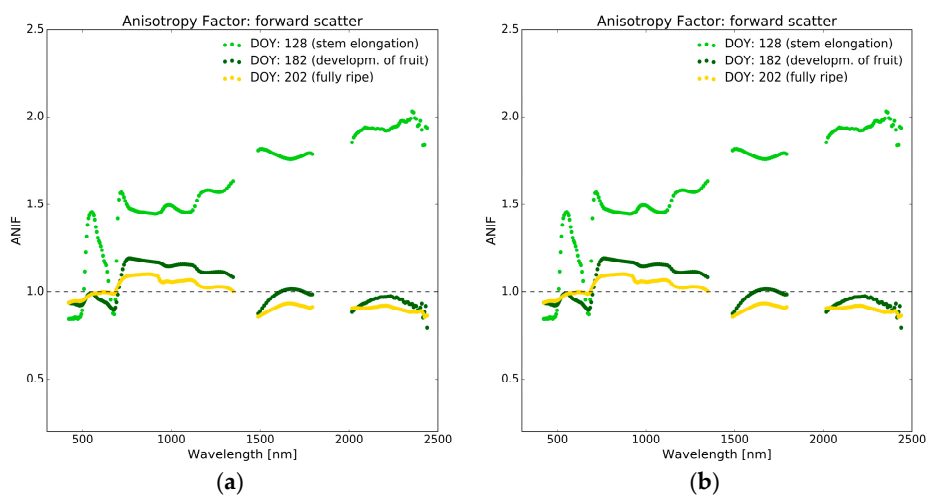 Anisotropy Factor: forward scatter
2.5
2.0
1.5
1.0
0.5
ANIF
DOY: 128 (stem elongation)
DOY: 182 (developm. of fruit)
DOY: 202 (fully ripe)
500 1000 1500 2000 2500
Wavelength [nm]
(a)
Anisotropy Factor: forward scatter
2.5
2.0
1.5
1.0
0.5
ANIF
DOY: 128 (stem elongation)
DOY: 182 (developm. of fruit)
DOY: 202 (fully ripe)
500 1000 1500 2000 2500
Wavelength [nm]
(b)